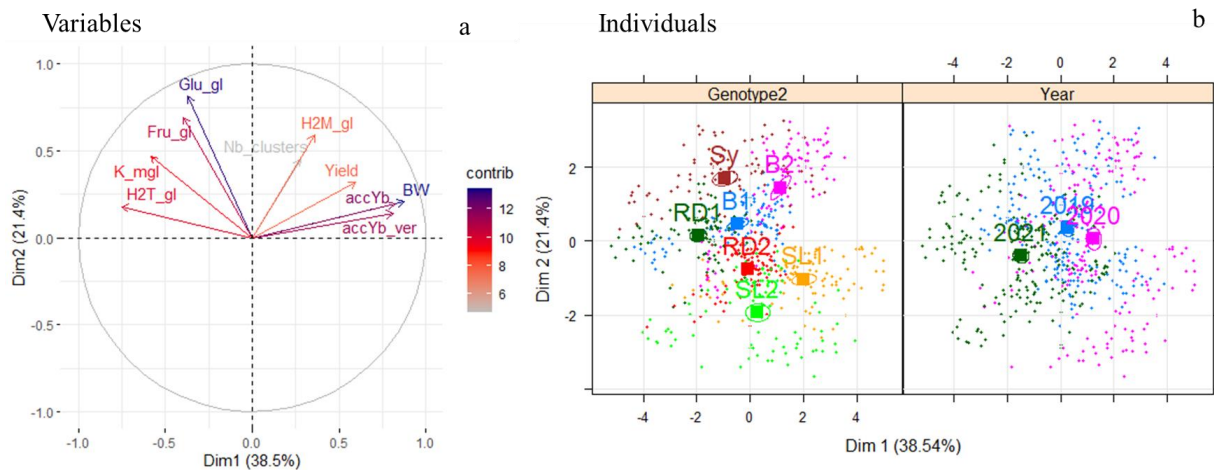 Variables
a
1.0
0.5
0.0
-0.5
-1.0
Dim2 (21.4%)
Glu_gl
Fru_gl
H2M_gl
Nb_clusters
K_mgl
Yield
H2T_gl
accYb
BW
accYb_ver
-1.0 -0.5 0.0 0.5 1.0
Dim1 (38.5%)
contrib
12
10
8
6
Individuals
b
-4 -2 0 2 4
Genotype2 Year
2
0
-2
Dim 2 (21.4%)
Sy
B2
B1
RD1
RD2
SL1
SL2
2019
2020
2021
-4 -2 0 2 4
Dim 1 (38.54%)